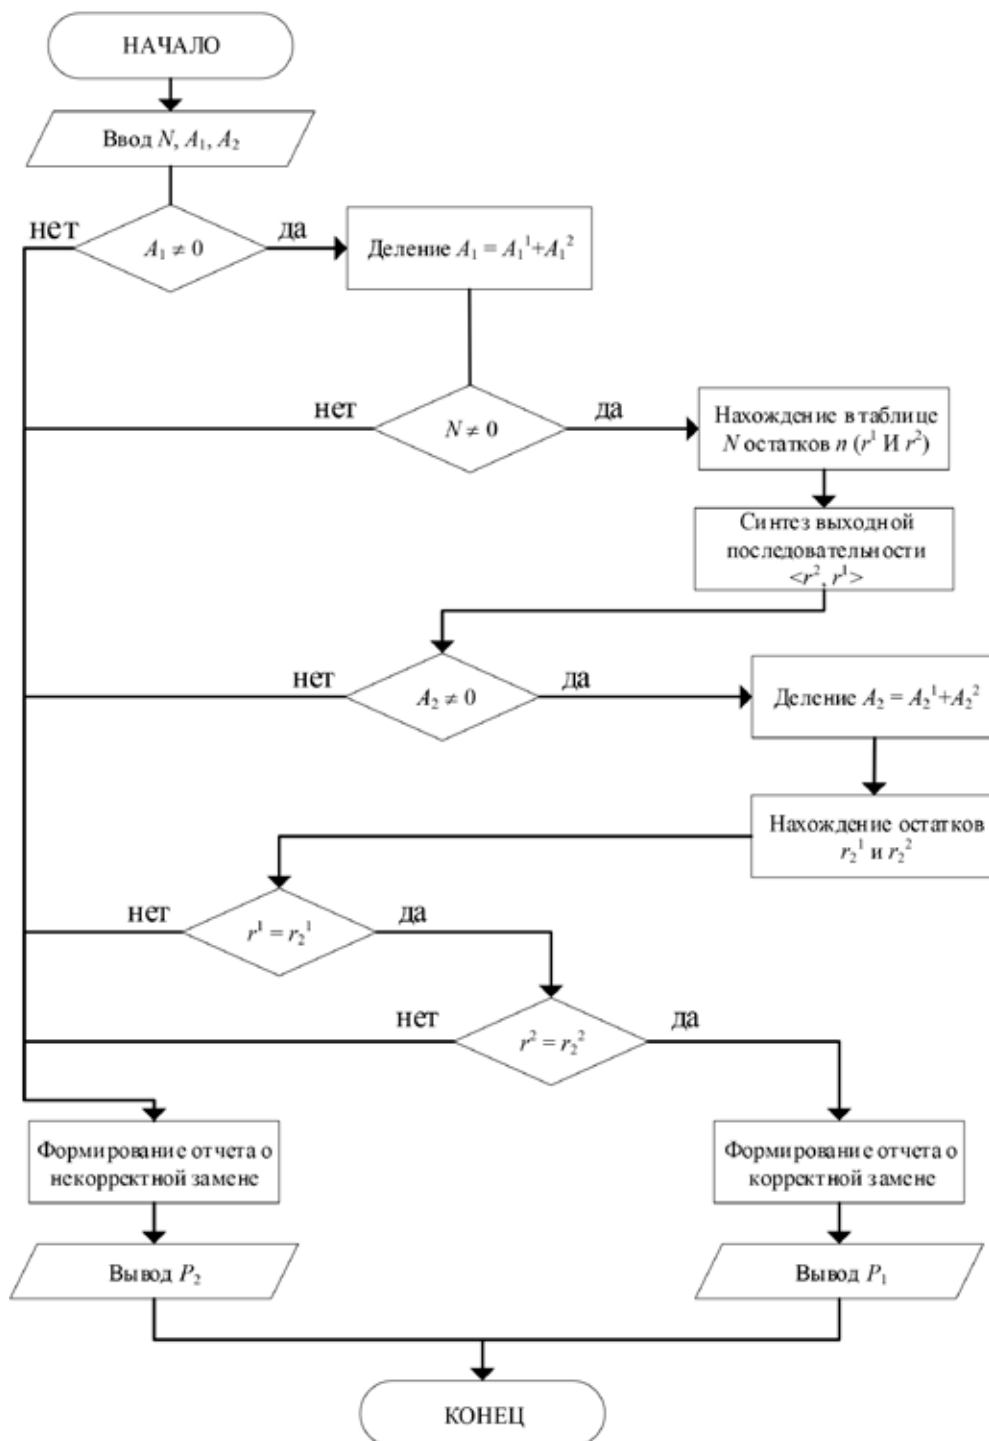 НАЧАЛО
Ввод N, A₁, A₂
нет
A₁ ≠ 0
да
Деление A₁ = A₁¹+A₁²
нет
N ≠ 0
да
Нахождение в таблице
N остатков n (r¹ И r²)
Синтез выходной
последовательности
<r², r¹>
нет
A₂ ≠ 0
да
Деление A₂ = A₂¹+A₂²
Нахождение остатков
r₂¹ и r₂²
нет
r¹ = r₂¹
да
нет
r² = r₂²
да
Формирование отчета о
некорректной замене
Формирование отчета о
корректной замене
Вывод P₂
Вывод P₁
КОНЕЦ